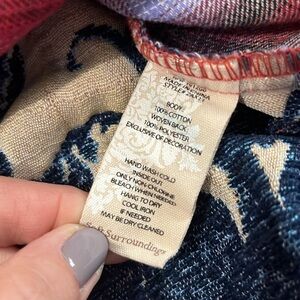 MADE IN
STYLE
BODY
100% COTTON
WOVEN BACK
100% POLYESTER
EXCLUSIVE OF DECORATION
HAND WASH COLD
INSIDE OUT
ONLY NON-CHLORINE
BLEACH WHEN NEEDED
HANG TO DRY
COOL IRON
IF NEEDED
MAY BE DRY CLEANED
Soft Surroundings